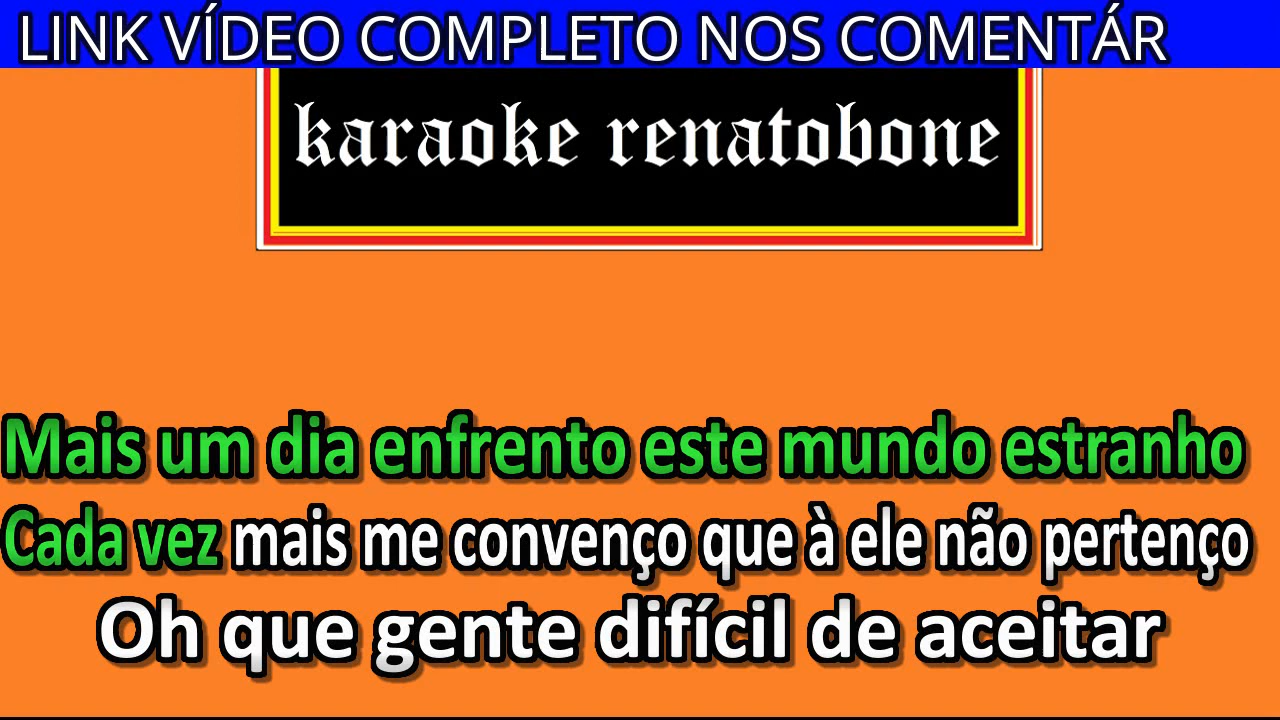 LINK VÍDEO COMPLETO NOS COMENTÁR
karaoke renatobone
Mais um dia enfrento este mundo estranho
Cada vez mais me convenço que à ele não pertenço
Oh que gente difícil de aceitar